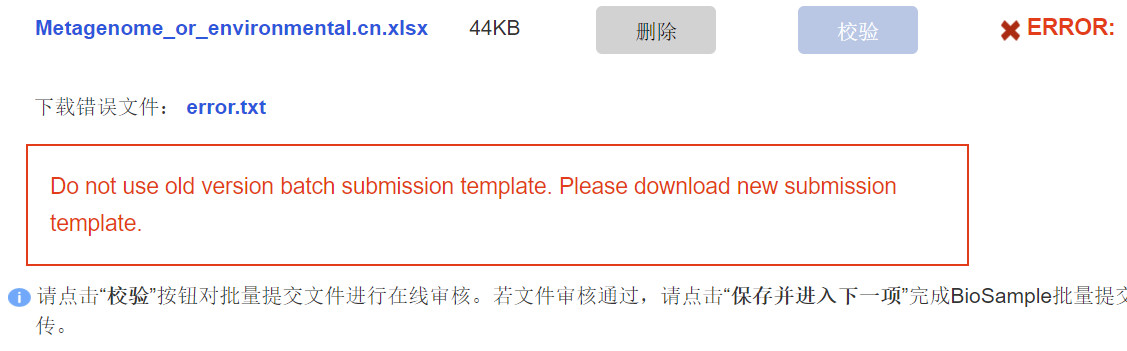 Metagenome_or_environmental.cn.xlsx 44KB 删除 校验 ERROR:
下载错误文件： error.txt
Do not use old version batch submission template. Please download new submission
template.
请点击“校验”按钮对批量提交文件进行在线审核。若文件审核通过，请点击“保存并进入下一项”完成BioSample批量提交
传。